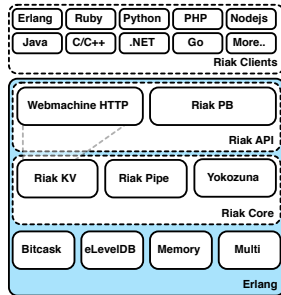 Erlang Ruby Python PHP Nodejs
Java C/C++ .NET Go More..
Riak Clients
Webmachine HTTP Riak PB
Riak API
Riak KV Riak Pipe Yokozuna
Riak Core
Bitcask eLevelDB Memory Multi
Erlang